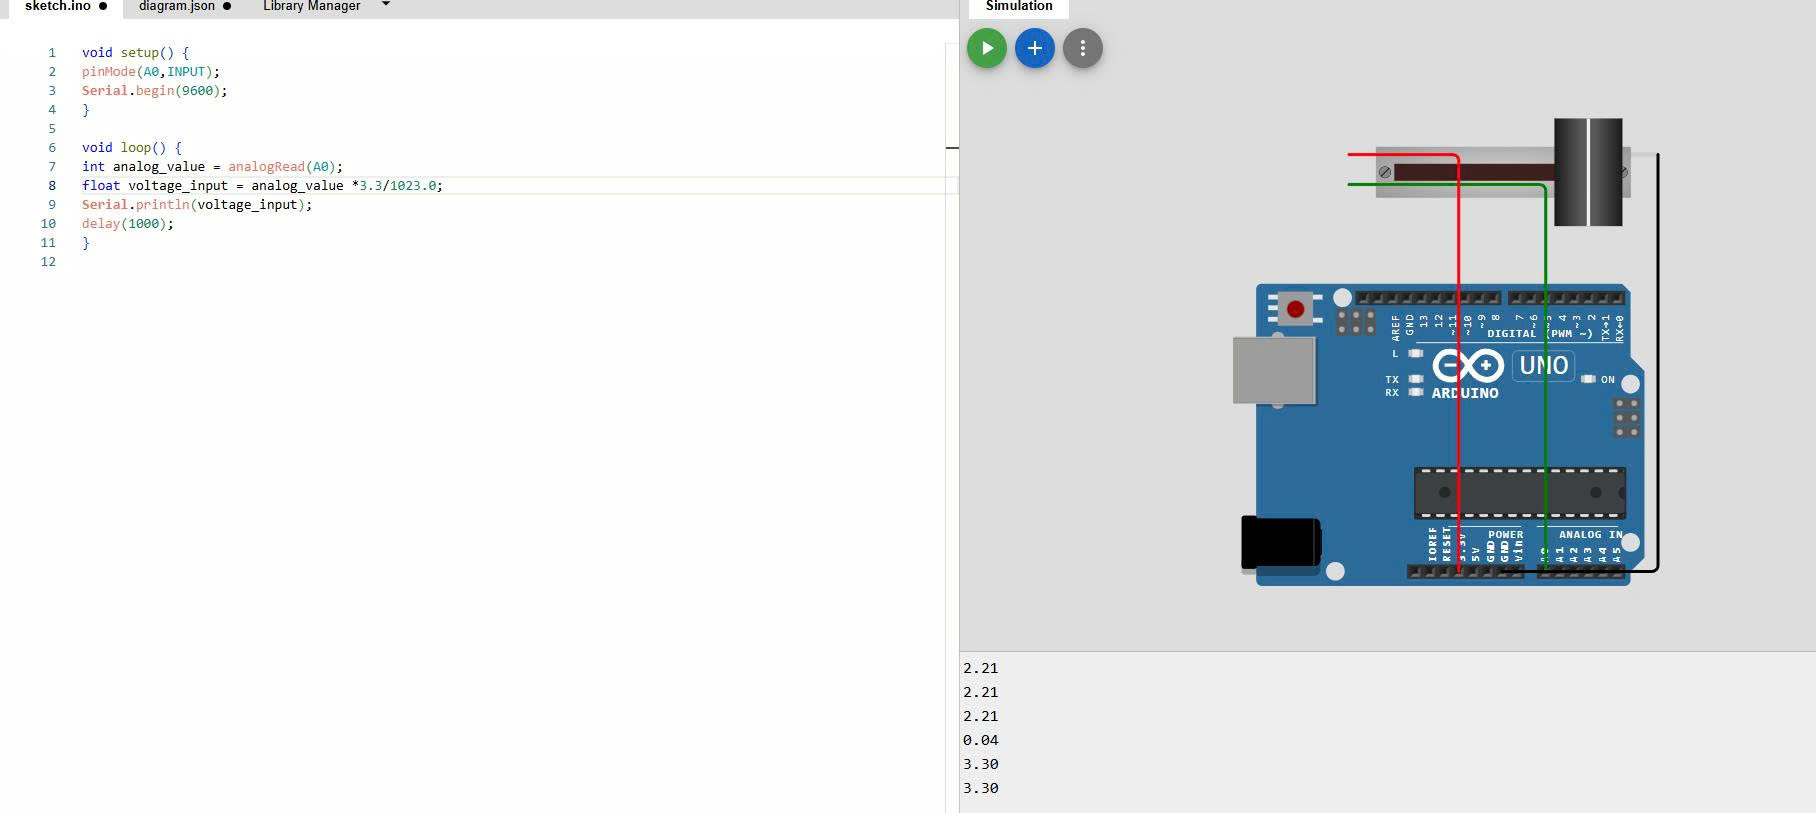 sketch.ino ● diagram.json ● Library Manager
Simulation
1 void setup() {
2 pinMode(A0,INPUT);
3 Serial.begin(9600);
4 }
5
6 void loop() {
7 int analog_value = analogRead(A0);
8 float voltage_input = analog_value *3.3/1023.0;
9 Serial.println(voltage_input);
10 delay(1000);
11 }
12
AREF GND 13 12 ~11 ~10 ~9 8 7 ~6 ~5 4 ~3 2 TX→1 RX←0
DIGITAL (PWM ~)
L
UNO
TX
ON
RX
ARDUINO
POWER
ANALOG IN
IOREF RESET 3.3V 5V GND GND Vin A0 A1 A2 A3 A4 A5
2.21
2.21
2.21
0.04
3.30
3.30